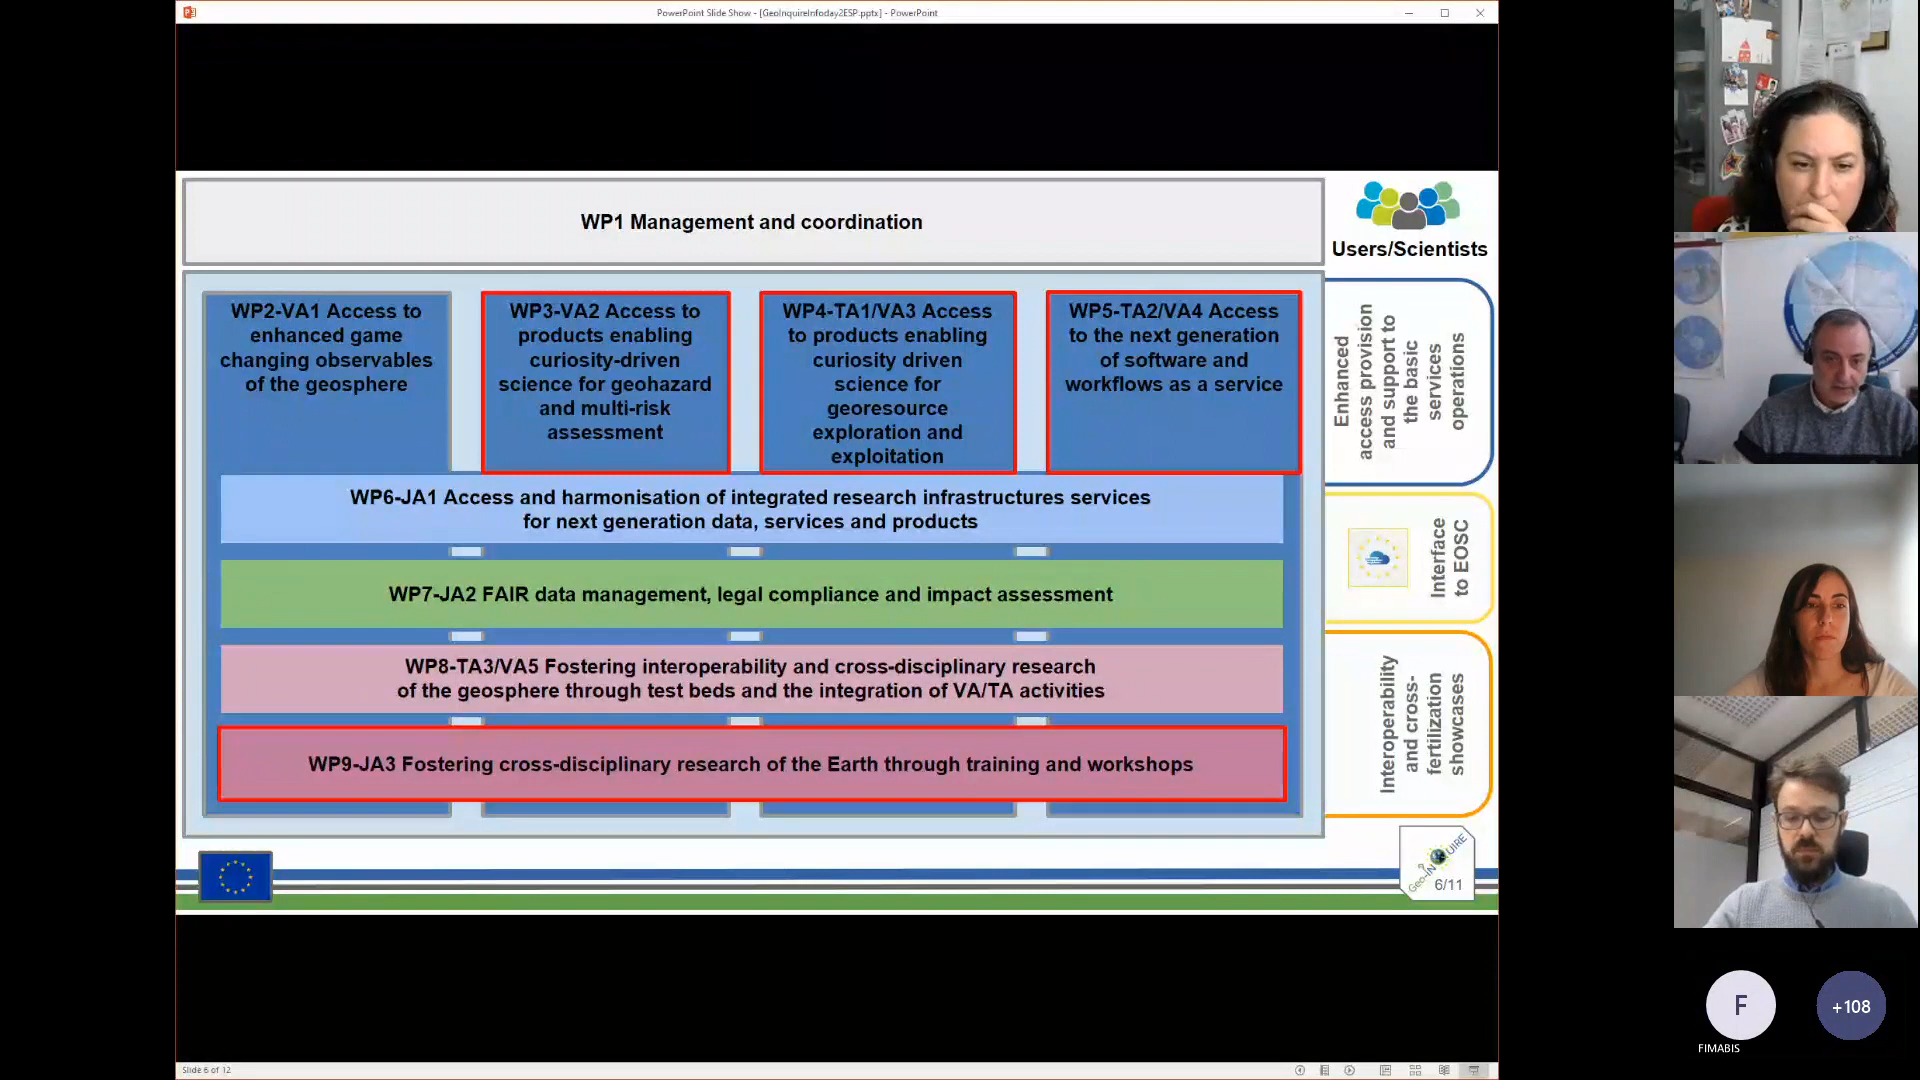 PowerPoint Slide Show - [GeoInquireInfoday2ESP.pptx] - PowerPoint
WP1 Management and coordination
Users/Scientists
WP2-VA1 Access to
enhanced game
changing observables
of the geosphere
WP3-VA2 Access to
products enabling
curiosity-driven
science for geohazard
and multi-risk
assessment
WP4-TA1/VA3 Access
to products enabling
curiosity driven
science for
georesource
exploration and
exploitation
WP5-TA2/VA4 Access
to the next generation
of software and
workflows as a service
Enhanced
access provision
and support to
the basic
services
operations
WP6-JA1 Access and harmonisation of integrated research infrastructures services
for next generation data, services and products
WP7-JA2 FAIR data management, legal compliance and impact assessment
Interface
to EOSC
WP8-TA3/VA5 Fostering interoperability and cross-disciplinary research
of the geosphere through test beds and the integration of VA/TA activities
WP9-JA3 Fostering cross-disciplinary research of the Earth through training and workshops
Interoperability
and cross-
fertilization
showcases
Geo-INQUIRE
6/11
Slide 6 of 12
F
FIMABIS
+108